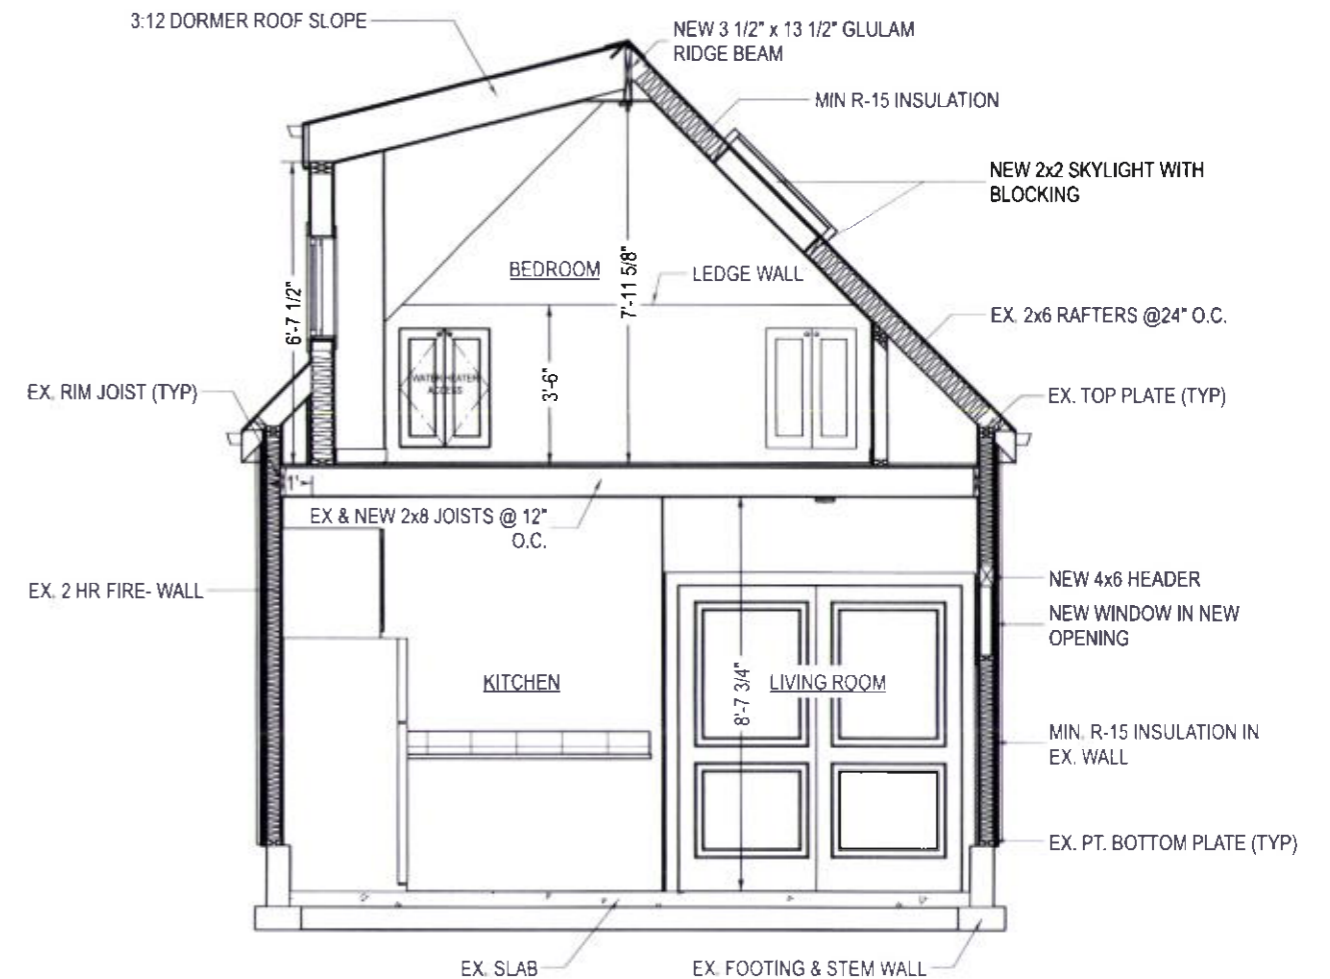 3:12 DORMER ROOF SLOPE
NEW 3 1/2" x 13 1/2" GLULAM
RIDGE BEAM
MIN R-15 INSULATION
NEW 2x2 SKYLIGHT WITH
BLOCKING
BEDROOM
LEDGE WALL
7'-11 5/8"
6'-7 1/2"
EX. 2x6 RAFTERS @24" O.C.
WATER HEATER
ACCESS
3'-6"
EX. RIM JOIST (TYP)
EX. TOP PLATE (TYP)
1'
EX & NEW 2x8 JOISTS @ 12"
O.C.
EX. 2 HR FIRE- WALL
NEW 4x6 HEADER
NEW WINDOW IN NEW
OPENING
KITCHEN
8'-7 3/4"
LIVING ROOM
MIN. R-15 INSULATION IN
EX. WALL
EX. PT. BOTTOM PLATE (TYP)
EX. SLAB
EX. FOOTING & STEM WALL